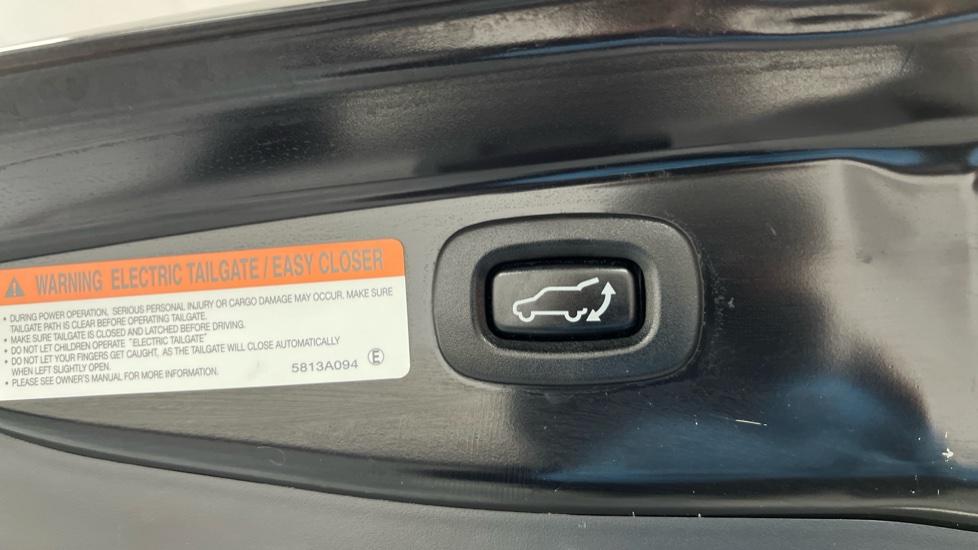 WARNING ELECTRIC TAILGATE / EASY CLOSER
• DURING POWER OPERATION, SERIOUS PERSONAL INJURY OR CARGO DAMAGE MAY OCCUR. MAKE SURE
TAILGATE PATH IS CLEAR BEFORE OPERATING TAILGATE.
• MAKE SURE TAILGATE IS CLOSED AND LATCHED BEFORE DRIVING.
• DO NOT LET CHILDREN OPERATE "ELECTRIC TAILGATE"
• DO NOT LET YOUR FINGERS GET CAUGHT, AS THE TAILGATE WILL CLOSE AUTOMATICALLY
WHEN LEFT SLIGHTLY OPEN.
• PLEASE SEE OWNER'S MANUAL FOR MORE INFORMATION.
5813A094 Ⓔ